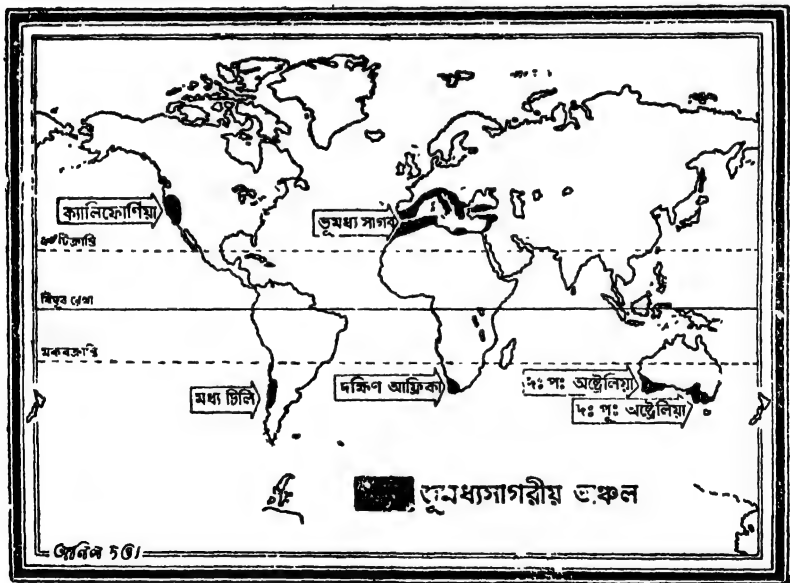 ক্যালিফোর্ণিয়া
ভূমধ্য সাগর
কর্কটক্রান্তি
বিষুব রেখা
মকরক্রান্তি
মধ্য চিলি
দক্ষিণ আফ্রিকা
দঃ পঃ অষ্ট্রেলিয়া
দঃ পূঃ অষ্ট্রেলিয়া
ভূমধ্যসাগরীয় অঞ্চল